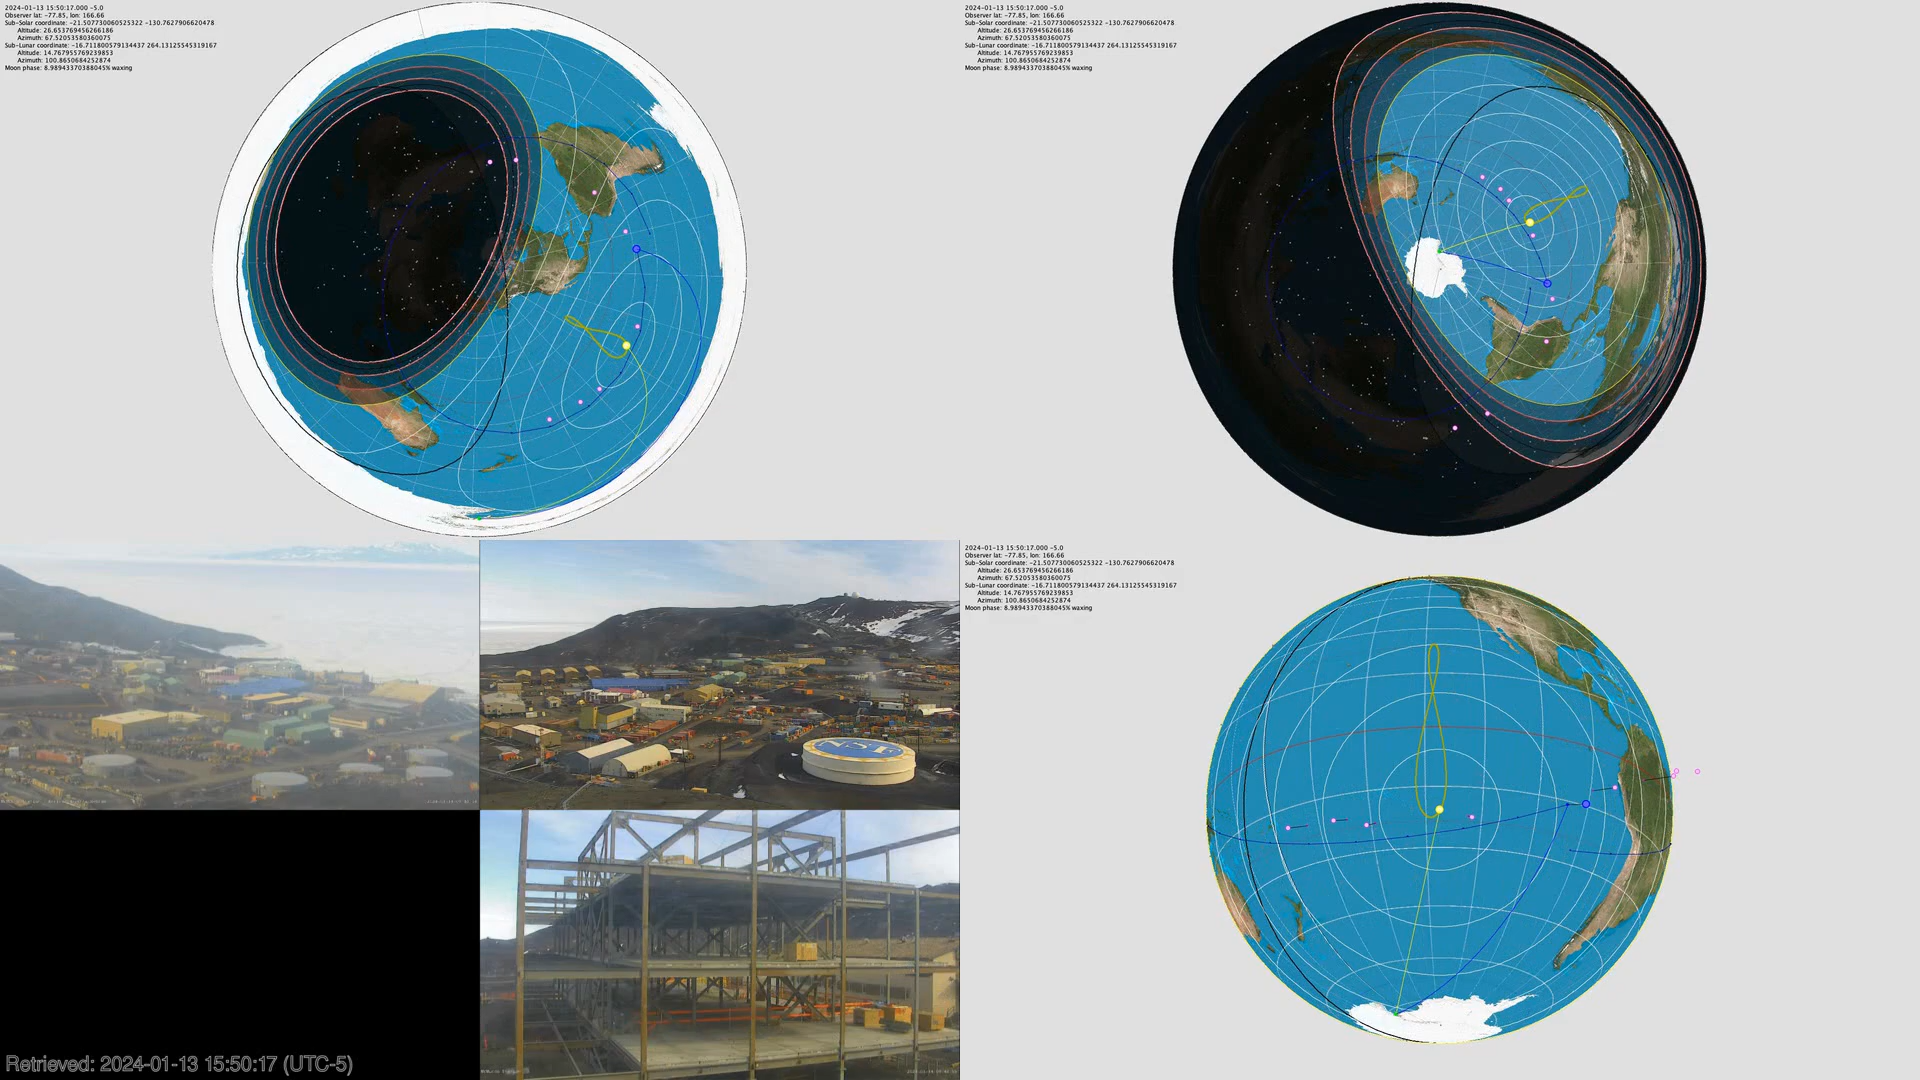 2024-01-13 15:50:17.000 -5.0
Observer lat: -77.85, lon: 166.66
Sub-Solar coordinate: -21.507730060525322 -130.7627906620478
Altitude: 26.653769456266186
Azimuth: 67.52053580360075
Sub-Lunar coordinate: -16.711800579134437 264.13125545319167
Altitude: 14.767955769239853
Azimuth: 100.8650684252874
Moon phase: 8.98943370388045% waxing
2024-01-13 15:50:17.000 -5.0
Observer lat: -77.85, lon: 166.66
Sub-Solar coordinate: -21.507730060525322 -130.7627906620478
Altitude: 26.653769456266186
Azimuth: 67.52053580360075
Sub-Lunar coordinate: -16.711800579134437 264.13125545319167
Altitude: 14.767955769239853
Azimuth: 100.8650684252874
Moon phase: 8.98943370388045% waxing
NSF
2024-01-13 15:50:17.000 -5.0
Observer lat: -77.85, lon: 166.66
Sub-Solar coordinate: -21.507730060525322 -130.7627906620478
Altitude: 26.653769456266186
Azimuth: 67.52053580360075
Sub-Lunar coordinate: -16.711800579134437 264.13125545319167
Altitude: 14.767955769239853
Azimuth: 100.8650684252874
Moon phase: 8.98943370388045% waxing
Retrieved: 2024-01-13 15:50:17 (UTC-5)